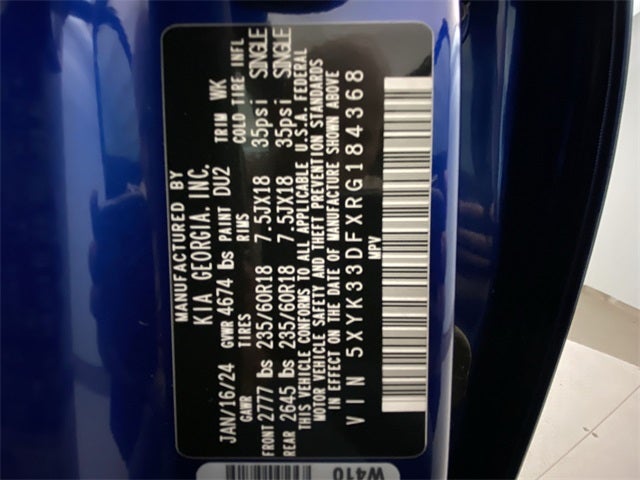 MANUFACTURED BY
KIA GEORGIA, INC.
JAN/16/24 GVWR 4674 lbs PAINT DU2 TRIM WK
GAWR TIRES RIMS COLD TIRE INFL
FRONT 2777 lbs 235/60R18 7.5JX18 35psi SINGLE
REAR 2645 lbs 235/60R18 7.5JX18 35psi SINGLE
THIS VEHICLE CONFORMS TO ALL APPLICABLE U.S.A. FEDERAL
MOTOR VEHICLE SAFETY AND THEFT PREVENTION STANDARDS
IN EFFECT ON THE DATE OF MANUFACTURE SHOWN ABOVE
VIN 5XYK33DFXRG184368
MPV
W410